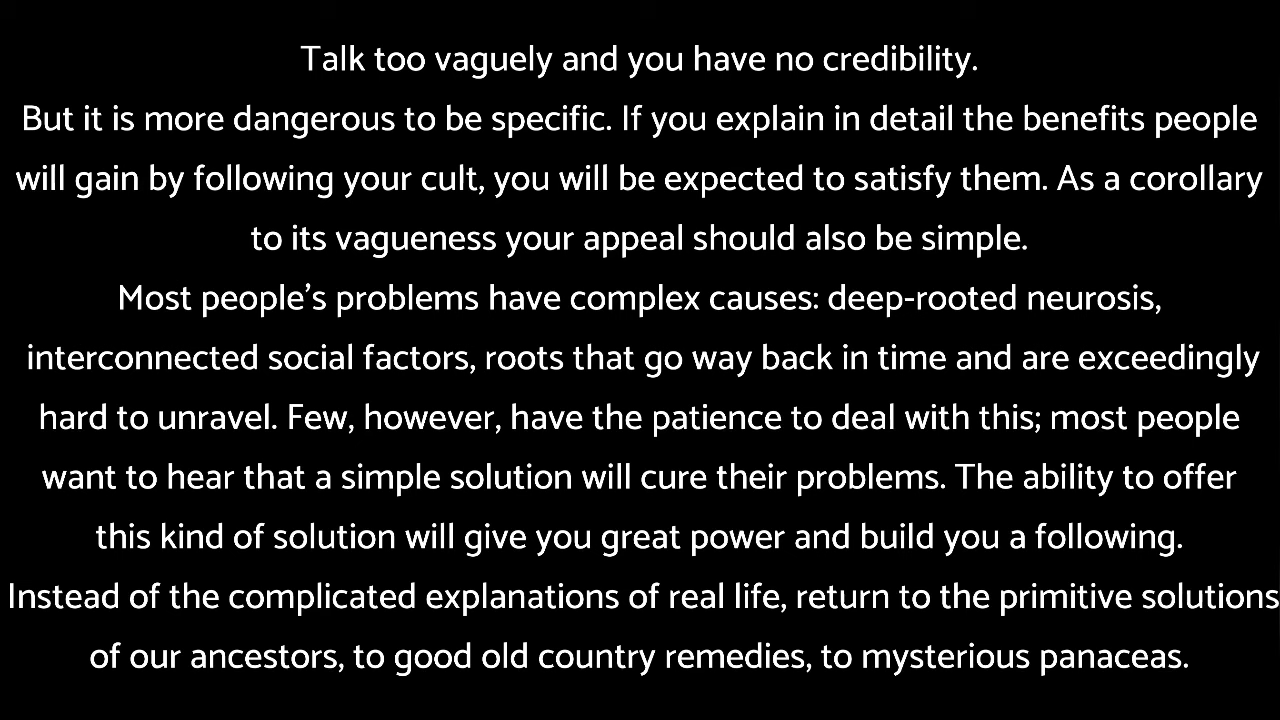 Talk too vaguely and you have no credibility.
But it is more dangerous to be specific. If you explain in detail the benefits people
will gain by following your cult, you will be expected to satisfy them. As a corollary
to its vagueness your appeal should also be simple.
Most people’s problems have complex causes: deep-rooted neurosis,
interconnected social factors, roots that go way back in time and are exceedingly
hard to unravel. Few, however, have the patience to deal with this; most people
want to hear that a simple solution will cure their problems. The ability to offer
this kind of solution will give you great power and build you a following.
Instead of the complicated explanations of real life, return to the primitive solutions
of our ancestors, to good old country remedies, to mysterious panaceas.